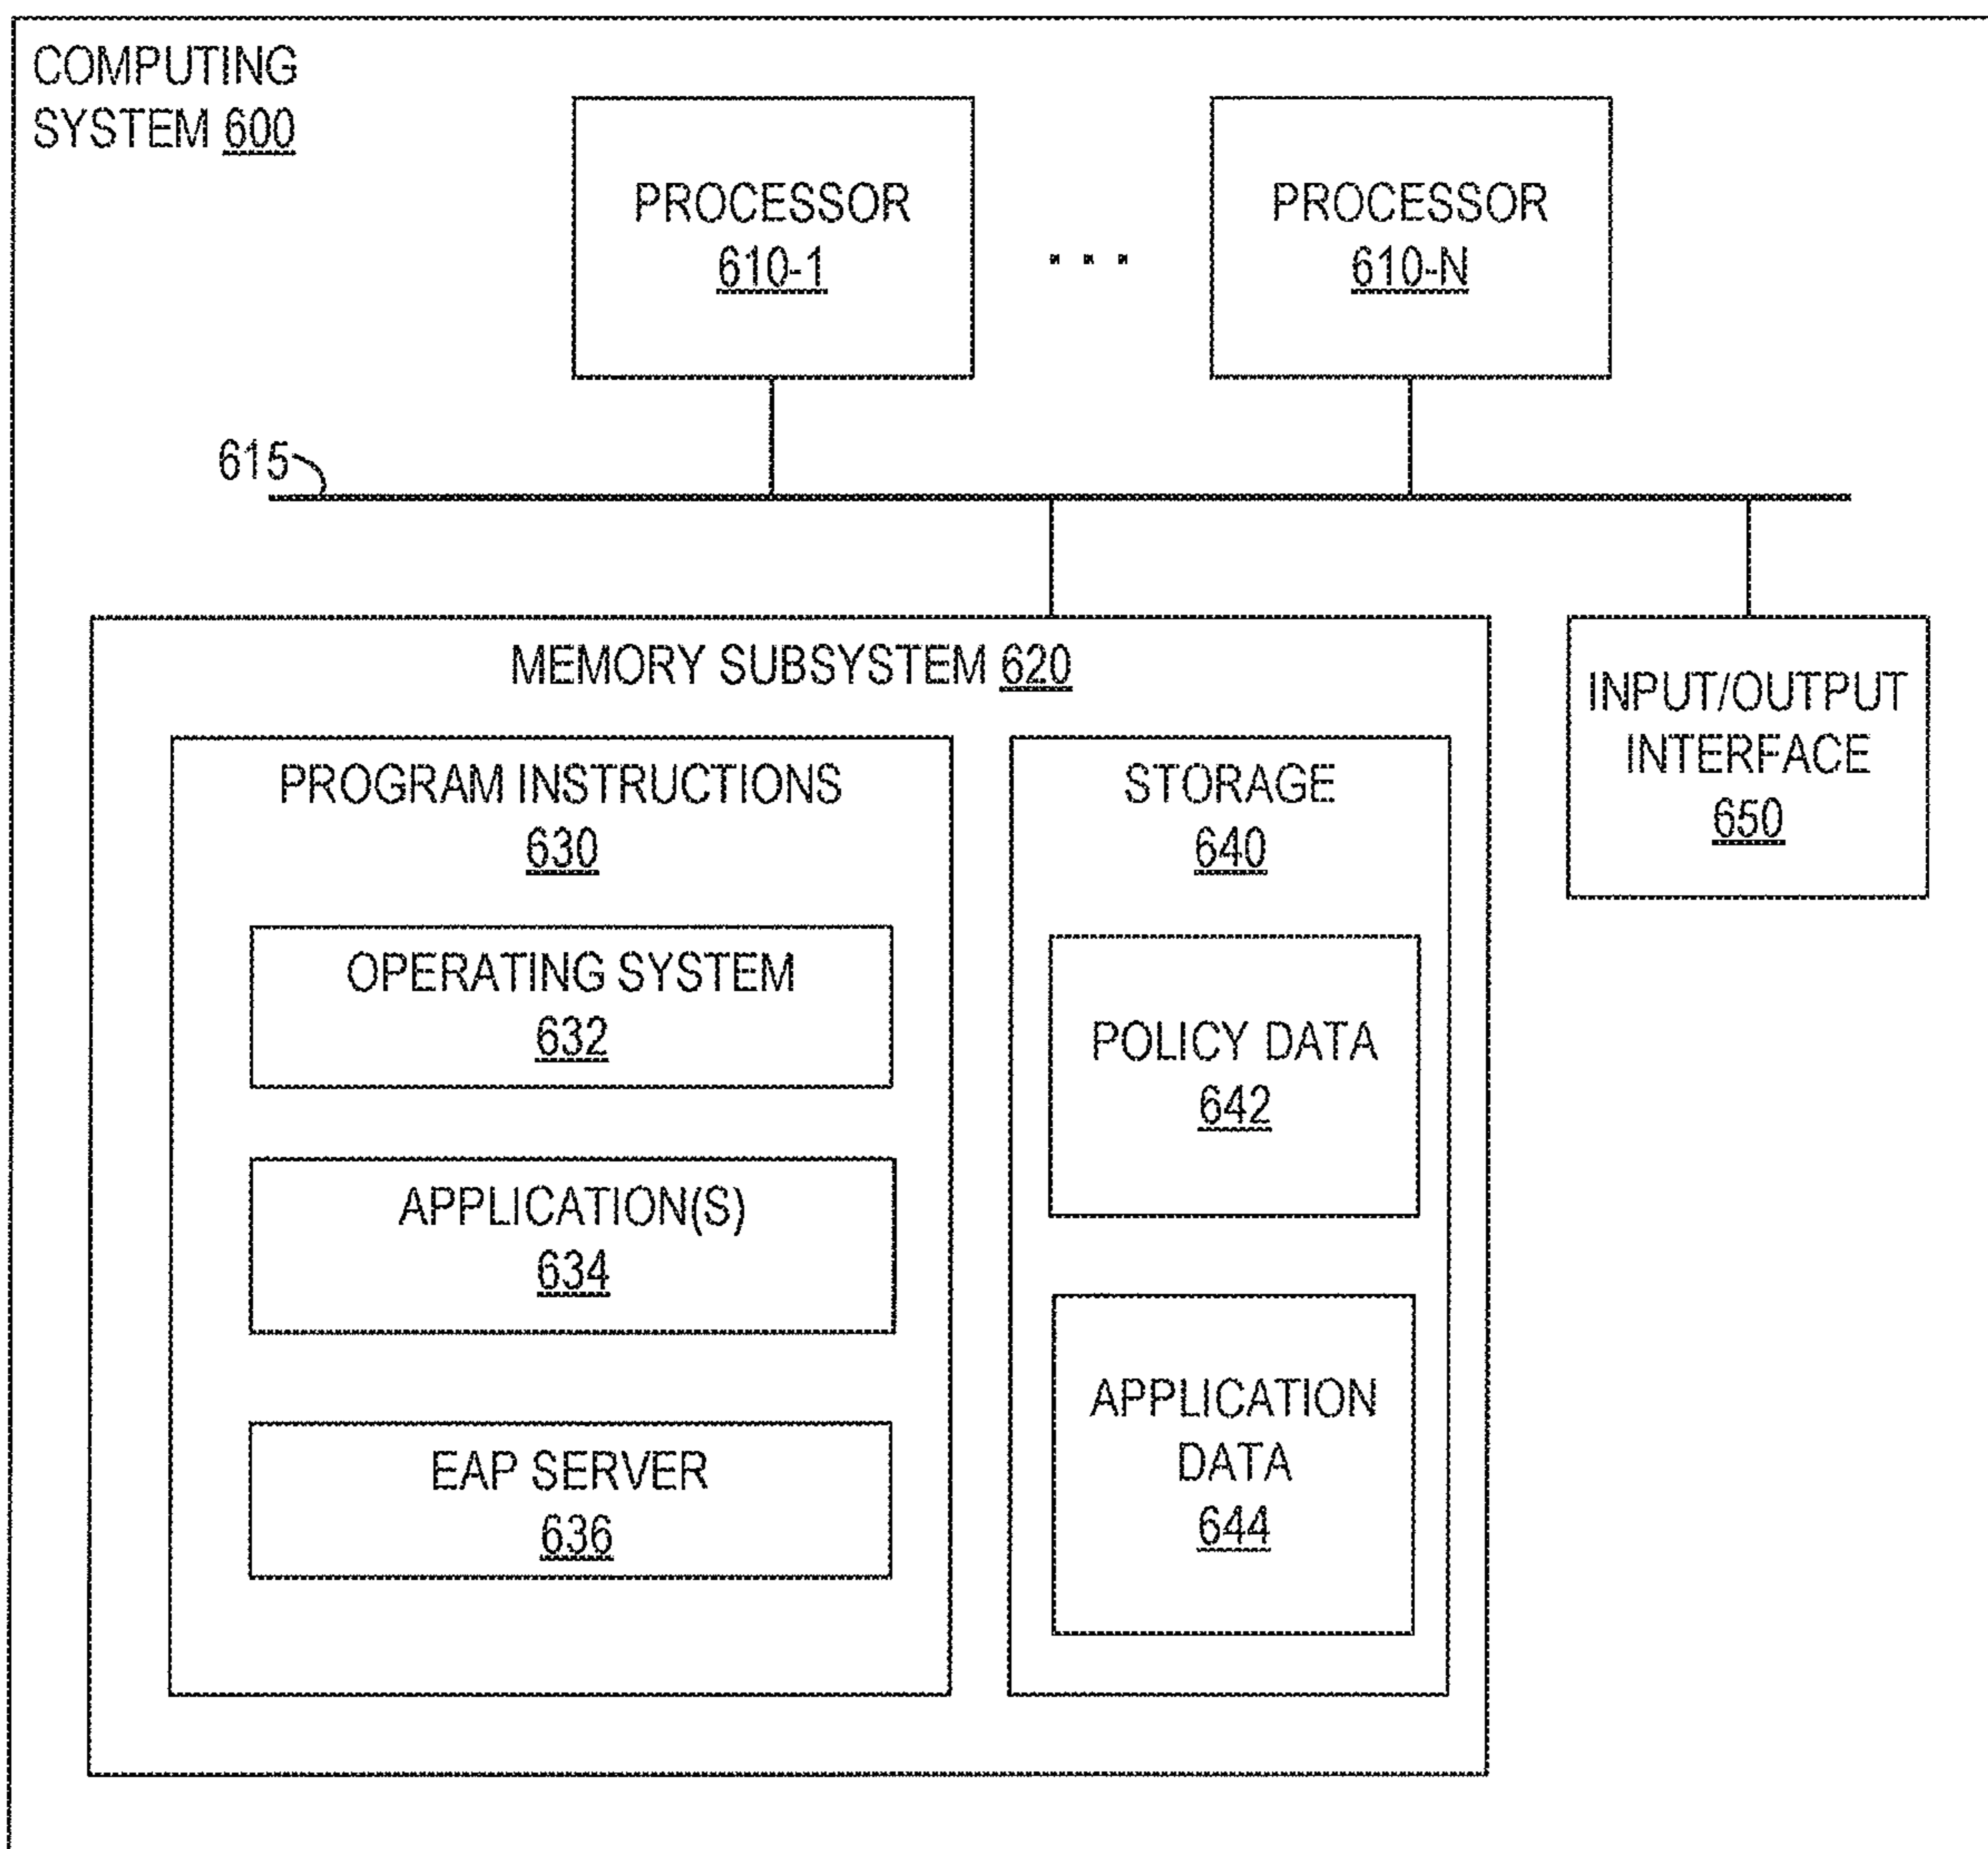 COMPUTING
SYSTEM 600
PROCESSOR
610-1
. . .
PROCESSOR
610-N
615
MEMORY SUBSYSTEM 620
PROGRAM INSTRUCTIONS
630
OPERATING SYSTEM
632
APPLICATION(S)
634
EAP SERVER
636
STORAGE
640
POLICY DATA
642
APPLICATION
DATA
644
INPUT/OUTPUT
INTERFACE
650